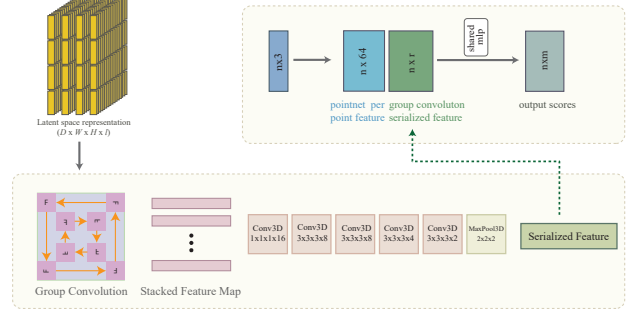 nx3
n x 64
n x r
shared
mlp
nxm
pointnet per
point feature
group convoluton
serialized feature
output scores
Latent space representation
(D x W x H x l)
Group Convolution
Stacked Feature Map
Conv3D
1x1x1x16
Conv3D
3x3x3x8
Conv3D
3x3x3x8
Conv3D
3x3x3x4
Conv3D
3x3x3x2
MaxPool3D
2x2x2
Serialized Feature